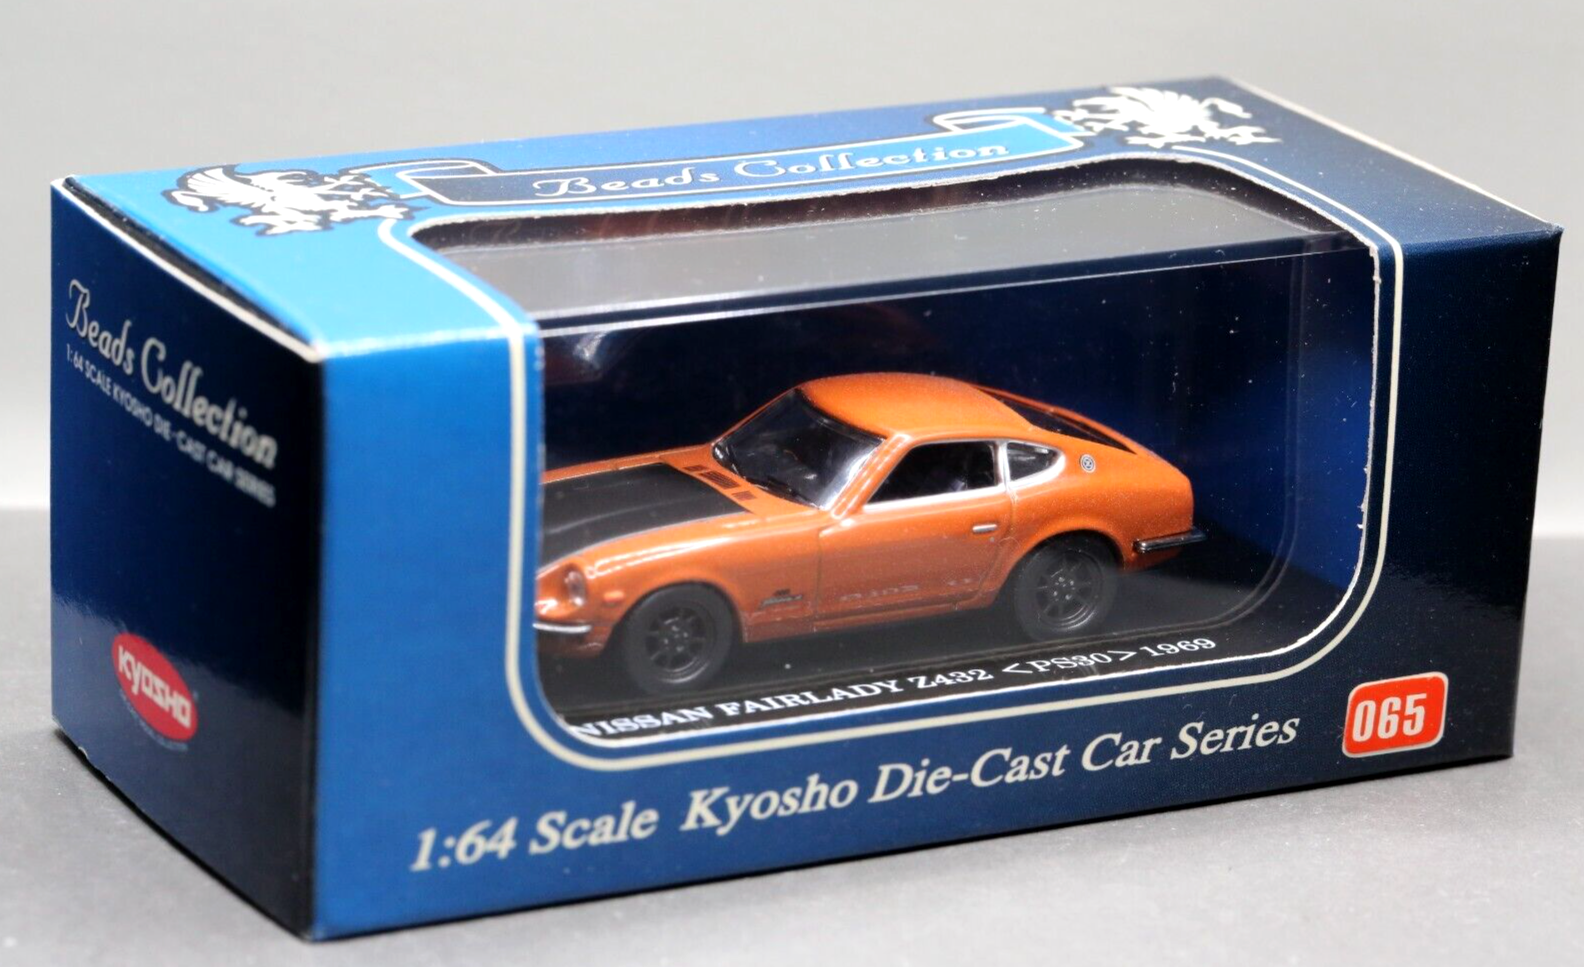 Beads Collection
Beads Collection
1:64 SCALE KYOSHO DIE-CAST CAR SERIES
KYOSHO
NISSAN FAIRLADY Z432 <PS30> 1969
1:64 Scale Kyosho Die-Cast Car Series
065